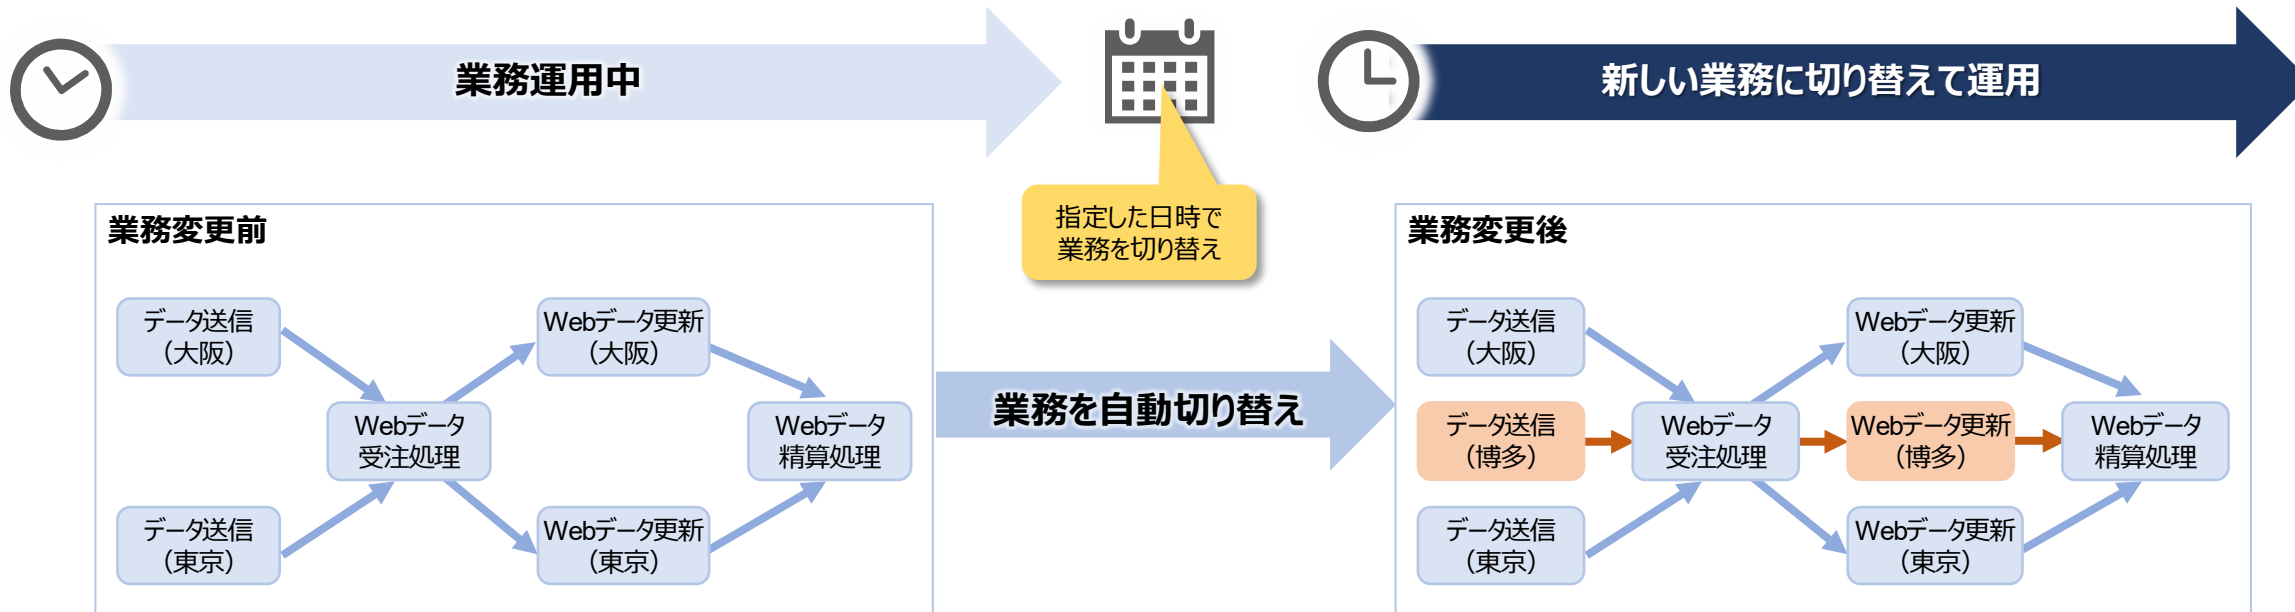 業務運用中
新しい業務に切り替えて運用
指定した日時で
業務を切り替え
業務変更前
データ送信
（大阪）
Webデータ更新
（大阪）
Webデータ
受注処理
Webデータ
精算処理
データ送信
（東京）
Webデータ更新
（東京）
業務を自動切り替え
業務変更後
データ送信
（大阪）
Webデータ更新
（大阪）
データ送信
（博多）
Webデータ
受注処理
Webデータ更新
（博多）
Webデータ
精算処理
データ送信
（東京）
Webデータ更新
（東京）